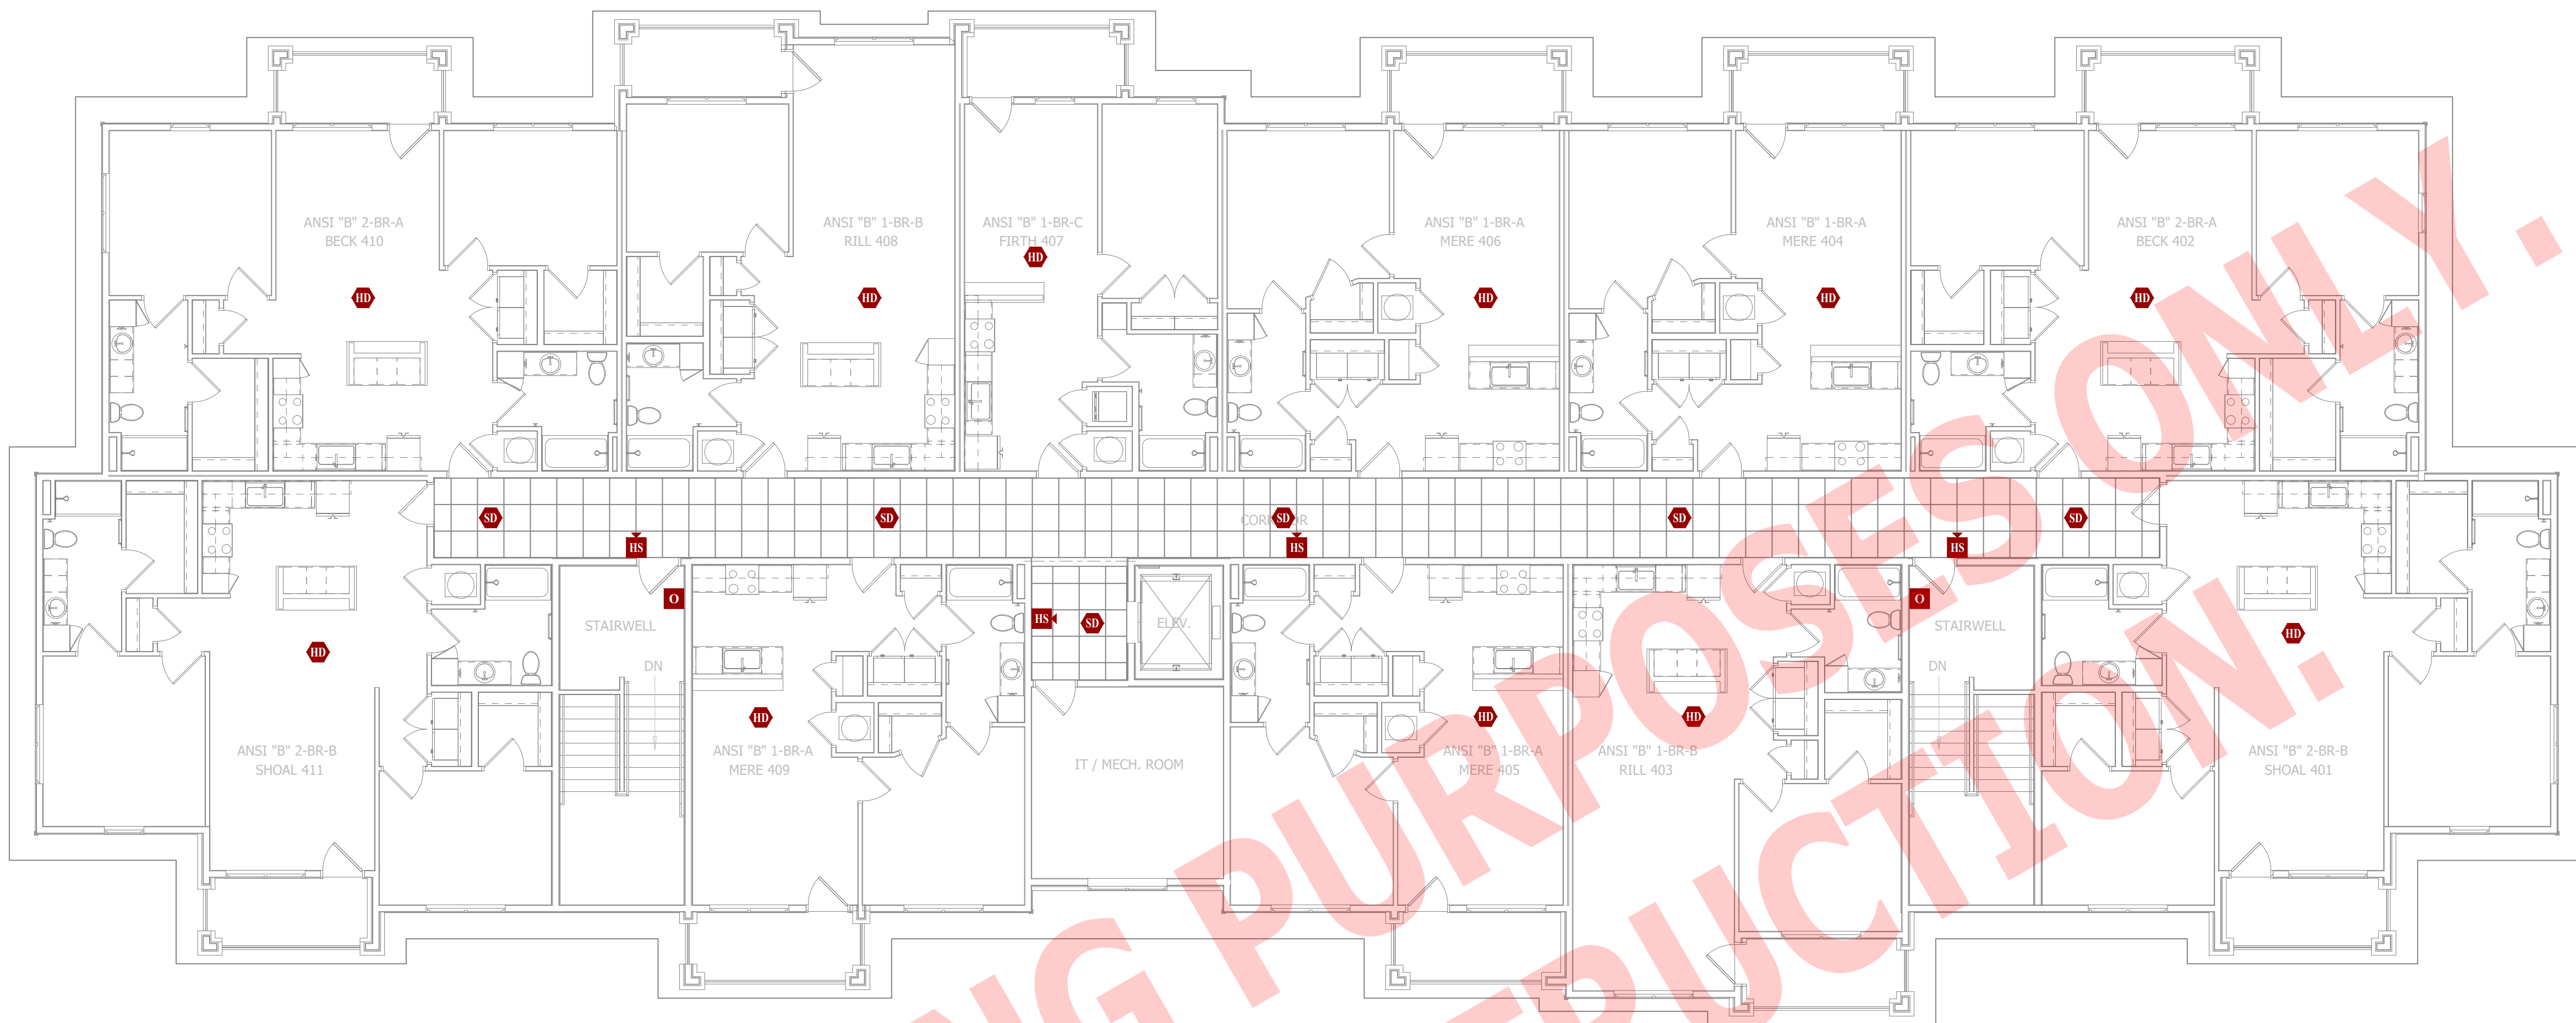 ANSI "B" 2-BR-A
BECK 410
ANSI "B" 1-BR-B
RILL 408
ANSI "B" 1-BR-C
FIRTH 407
ANSI "B" 1-BR-A
MERE 406
ANSI "B" 1-BR-A
MERE 404
ANSI "B" 2-BR-A
BECK 402
HD
HD
HD
HD
HD
HD
SD
SD
SD
SD
SD
HS
HS
HS
O
STAIRWELL
DN
HS
SD
ELEV.
O
STAIRWELL
DN
HD
HD
HD
HD
HD
ANSI "B" 2-BR-B
SHOAL 411
ANSI "B" 1-BR-A
MERE 409
IT / MECH. ROOM
ANSI "B" 1-BR-A
MERE 405
ANSI "B" 1-BR-B
RILL 403
ANSI "B" 2-BR-B
SHOAL 401
PURPOSES ONLY.